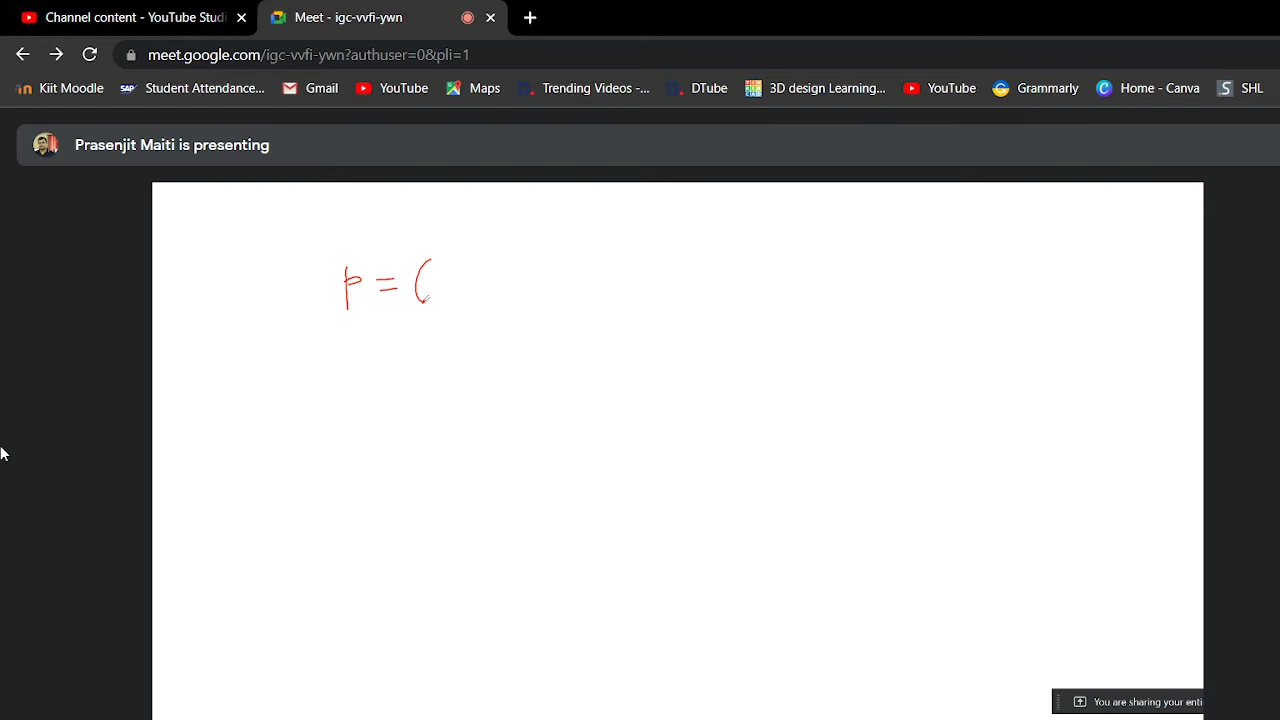 Channel content - YouTube Studi
Meet - igc-vvfi-ywn
meet.google.com/igc-vvfi-ywn?authuser=0&pli=1
Kiit Moodle
SAP Student Attendance...
Gmail
YouTube
Maps
Trending Videos -...
DTube
3D design Learning...
YouTube
Grammarly
Home - Canva
SHL
Prasenjit Maiti is presenting
p = (
You are sharing your enti